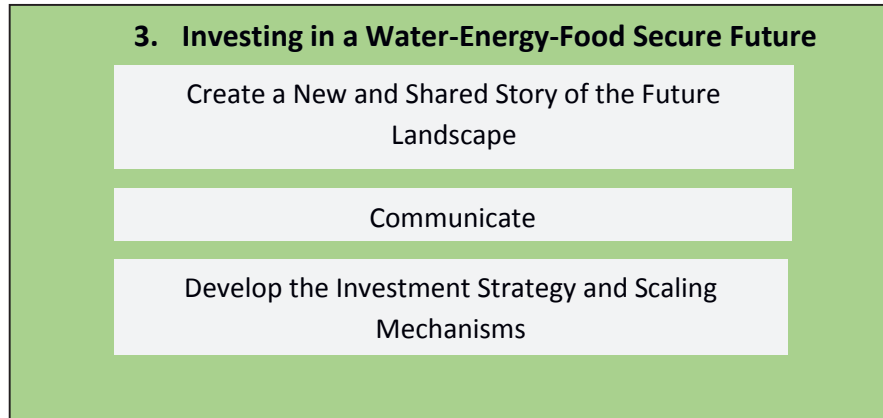 3. Investing in a Water-Energy-Food Secure Future
Create a New and Shared Story of the Future
Landscape
Communicate
Develop the Investment Strategy and Scaling
Mechanisms